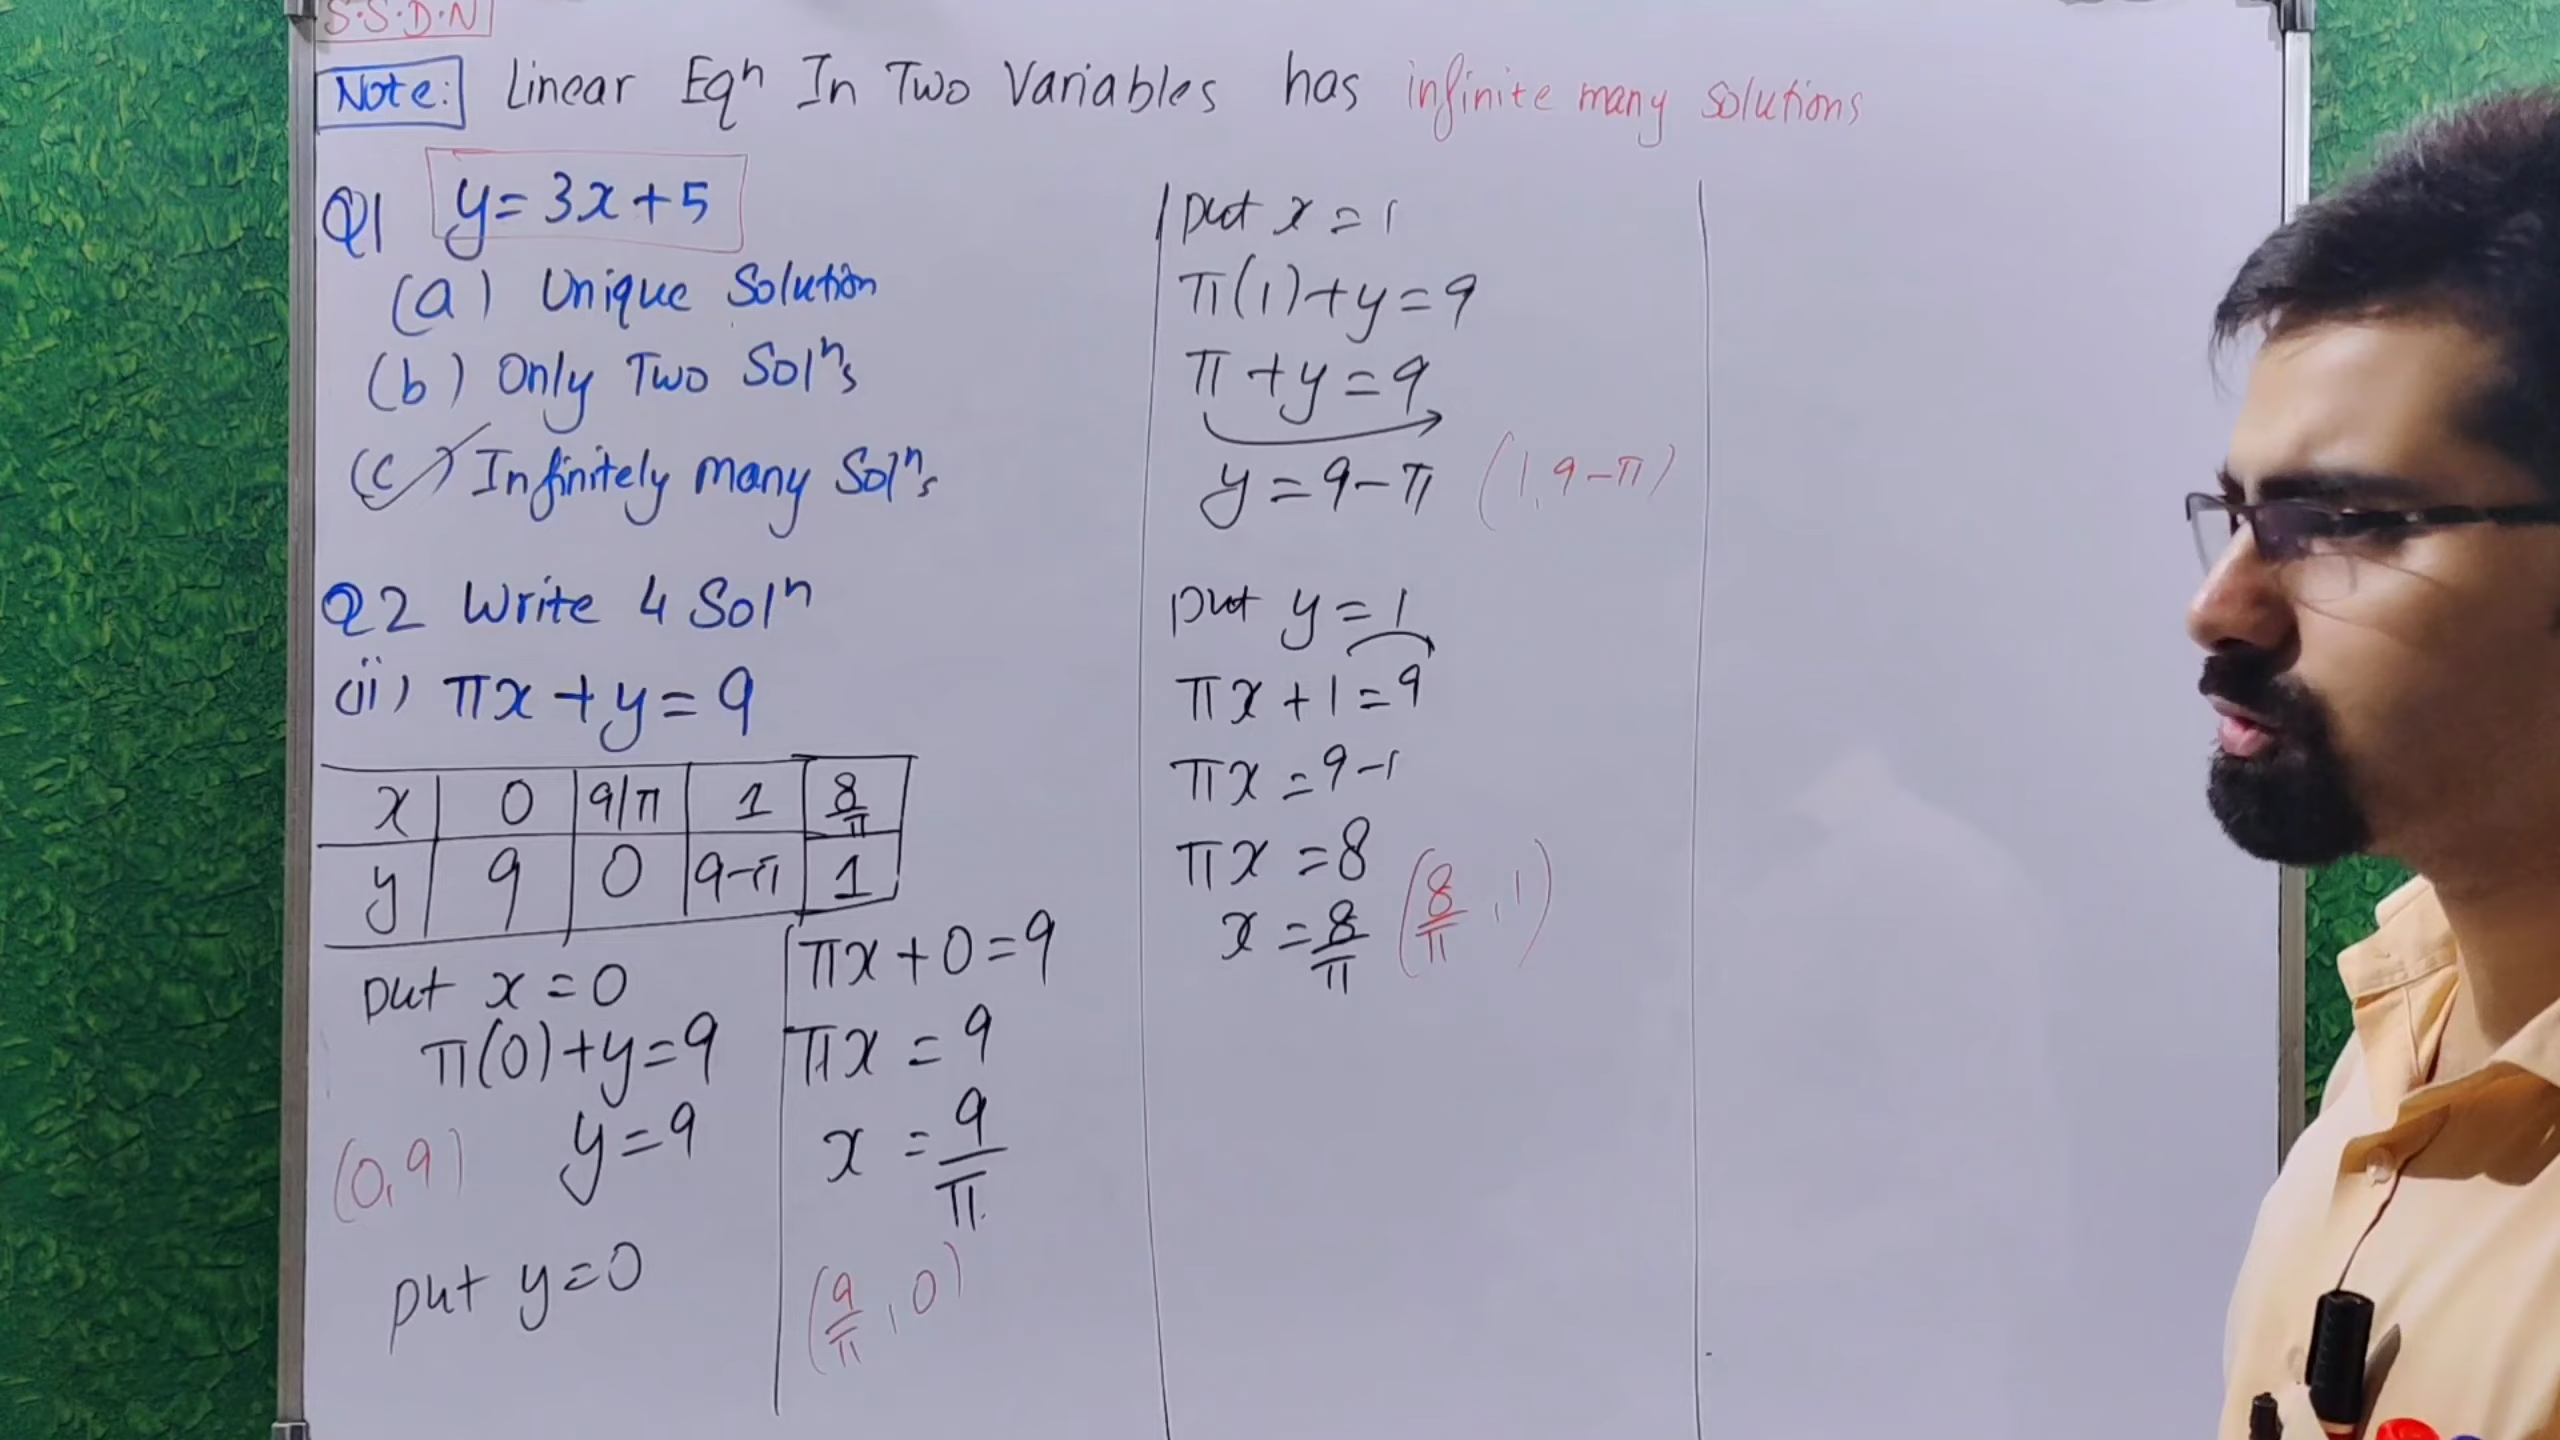 S.S.D.N
Note: Linear Eqn In Two Variables has infinite many solutions
Q1 y=3x+5
(a) Unique Solution
(b) Only Two Solns
(c) Infinitely Many Solns
Q2 Write 4 Soln
(ii) πx+y=9
x 0 9/π 1 8/π
y 9 0 9-π 1
put x=0
π(0)+y=9
y=9
(0,9)
put y=0
πx+0=9
πx=9
x=9/π
(9/π,0)
put x=1
π(1)+y=9
π+y=9
y=9-π (1,9-π)
put y=1
πx+1=9
πx=9-1
πx=8
x=8/π (8/π,1)